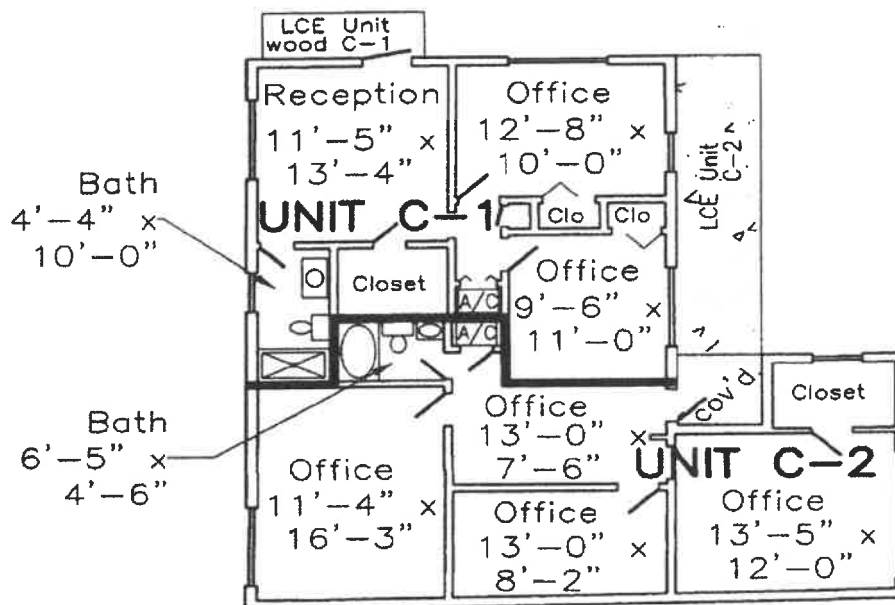 LCE Unit
wood C-1
Reception
11'-5" x
13'-4"
Office
12'-8" x
10'-0"
LCE Unit
C-2
Bath
4'-4" x
10'-0"
UNIT C-1
Clo
Clo
Closet
A/C
A/C
Office
9'-6" x
11'-0"
Cov'd
Closet
Bath
6'-5" x
4'-6"
Office
11'-4" x
16'-3"
Office
13'-0" x
7'-6"
UNIT C-2
Office
13'-0" x
8'-2"
Office
13'-5" x
12'-0"